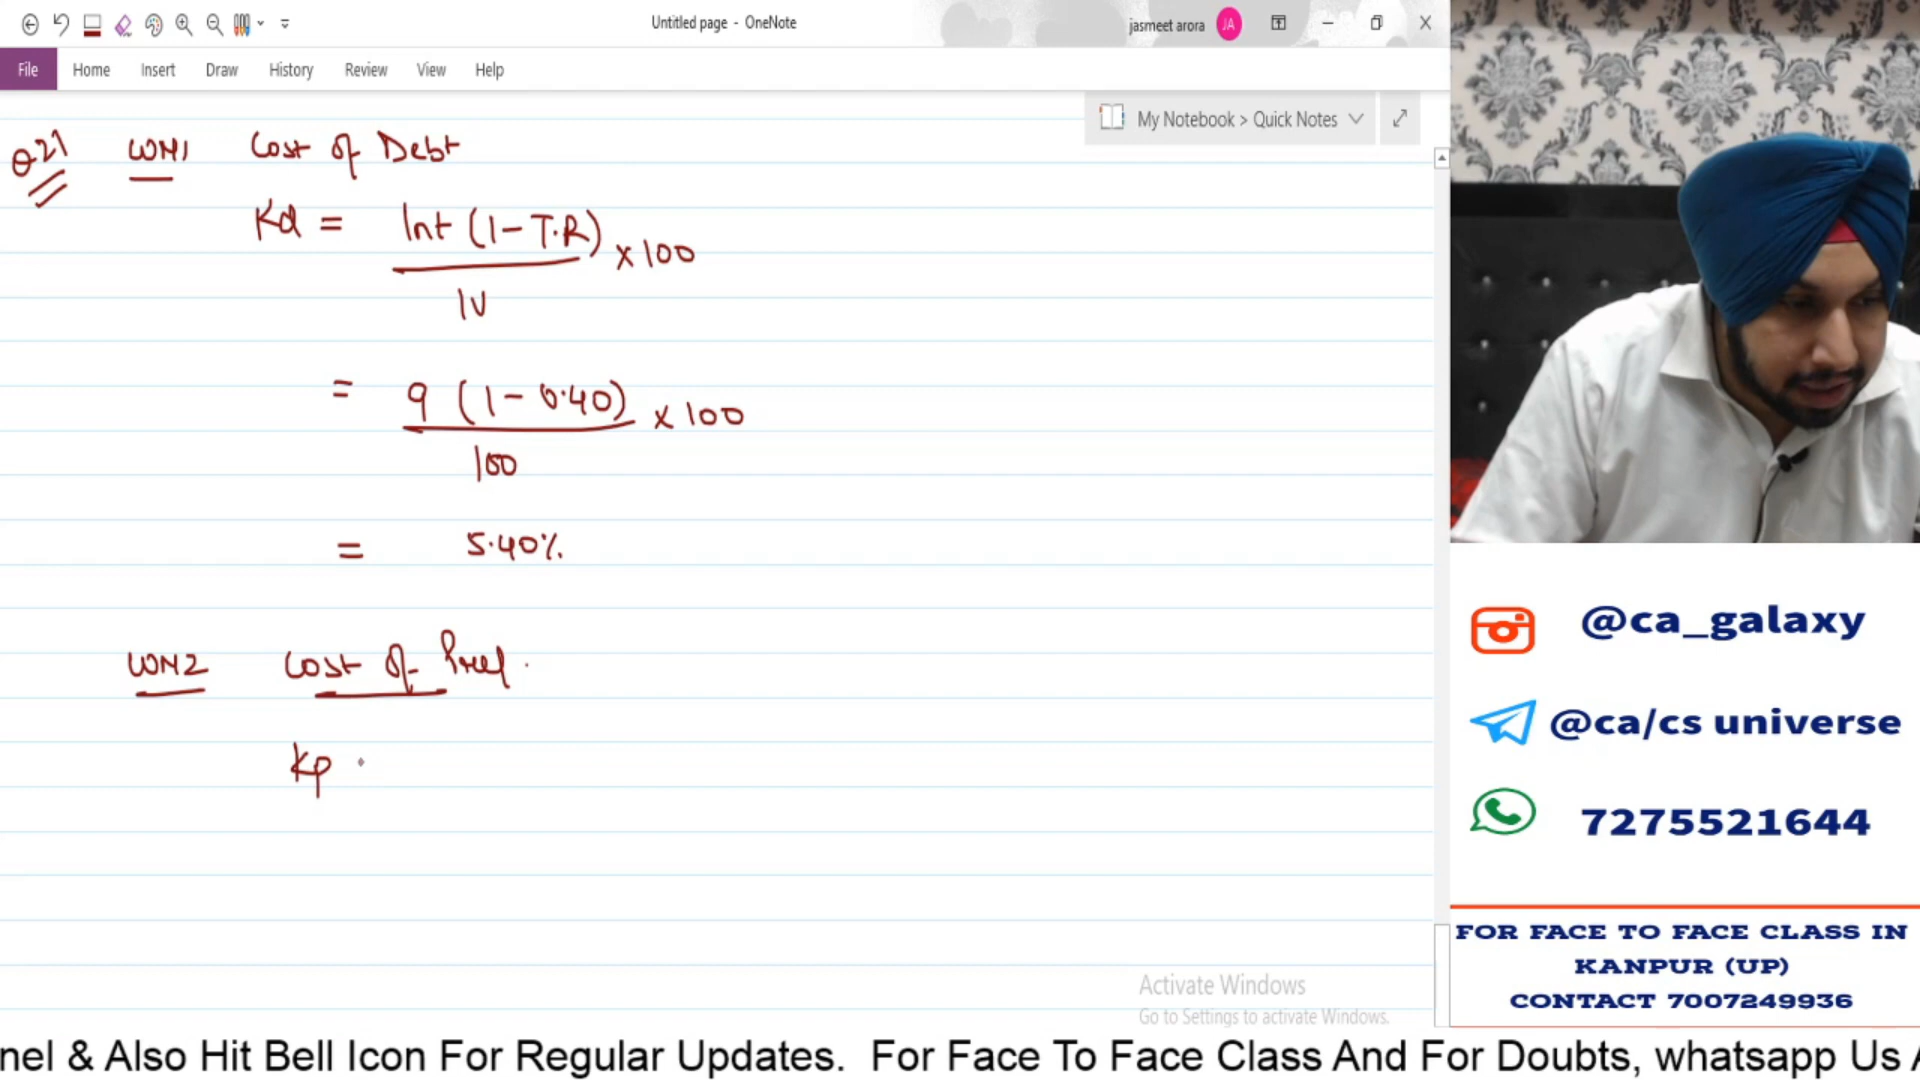 Untitled page - OneNote
jasmeet arora JA
File Home Insert Draw History Review View Help
My Notebook > Quick Notes
Q21 WN1 Cost of Debt
Kd = Int (1 - T.R) x 100
IV
= 9 (1 - 0.40) x 100
100
= 5.40%
WN2 Cost of Pref.
Kp
@ca_galaxy
@ca/cs universe
7275521644
FOR FACE TO FACE CLASS IN
KANPUR (UP)
CONTACT 7007249936
Activate Windows
Go to Settings to activate Windows.
nel & Also Hit Bell Icon For Regular Updates. For Face To Face Class And For Doubts, whatsapp Us A